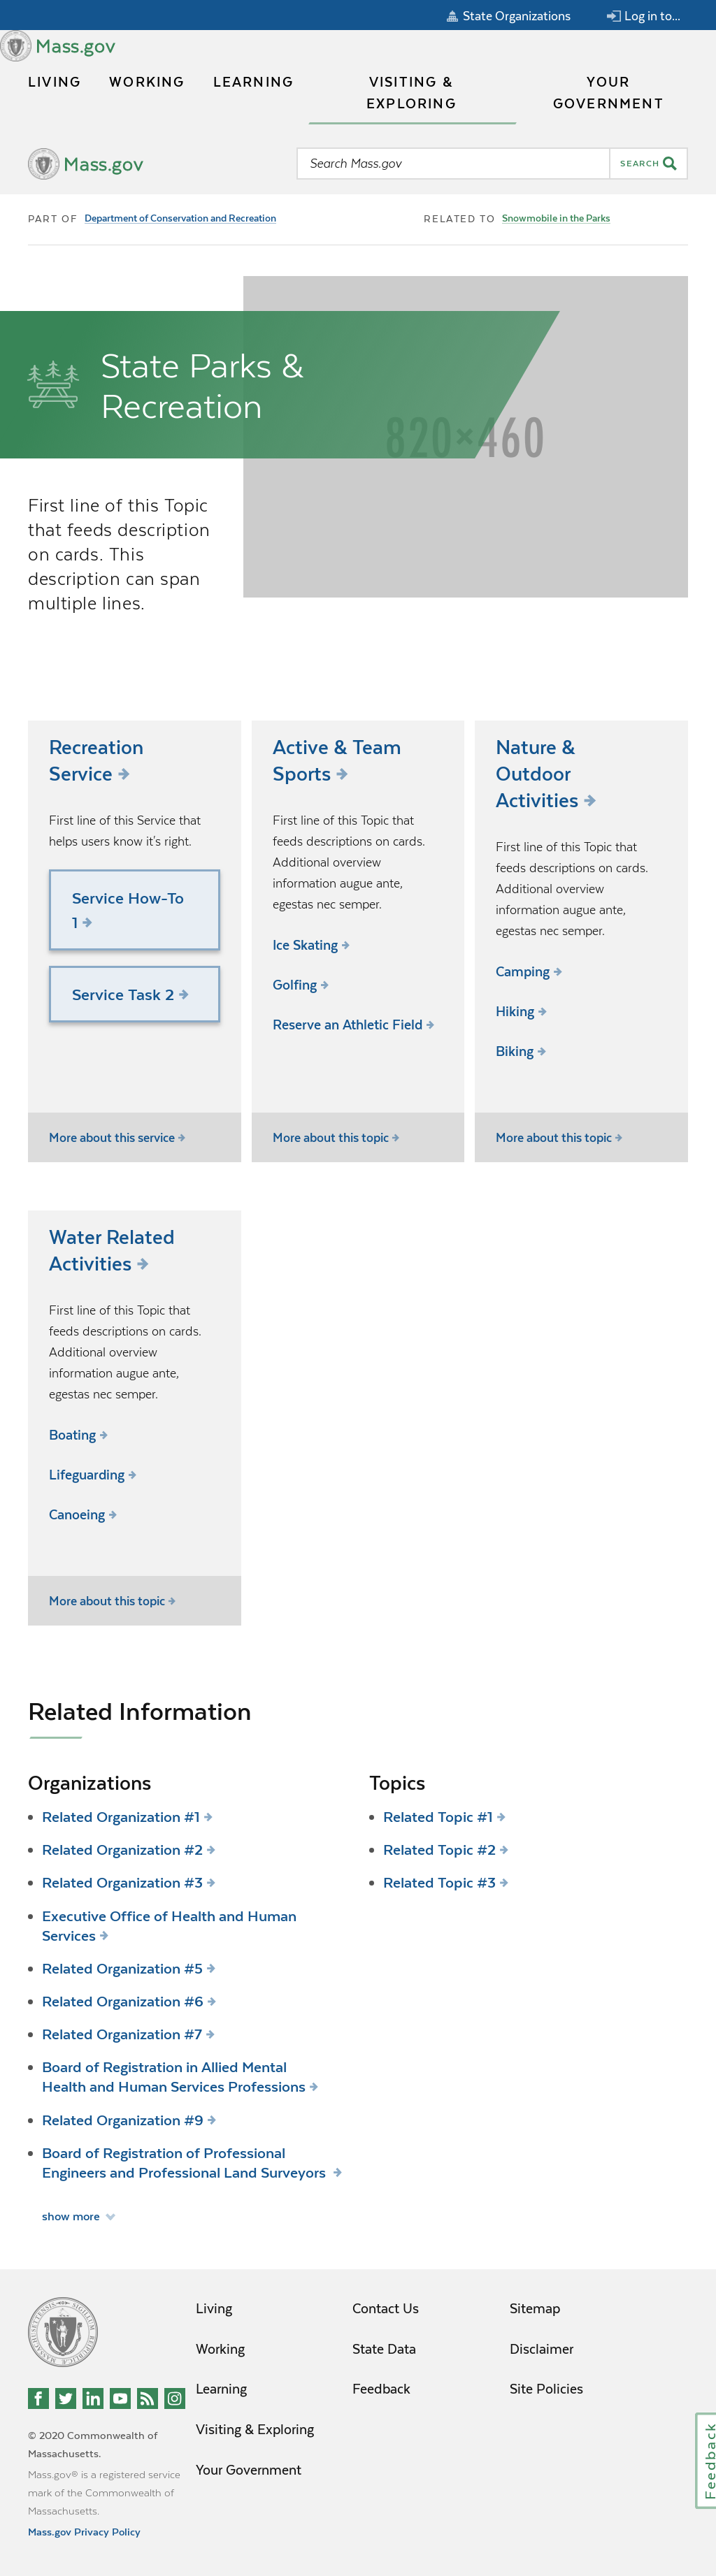 State Organizations
Log in to...
Mass.gov
LIVING
WORKING
LEARNING
VISITING &
EXPLORING
YOUR
GOVERNMENT
Mass.gov
Search Mass.gov
SEARCH
PART OF Department of Conservation and Recreation
RELATED TO Snowmobile in the Parks
State Parks &
Recreation
820×460
First line of this Topic
that feeds description
on cards. This
description can span
multiple lines.
Recreation
Service
First line of this Service that
helps users know it's right.
Service How-To
1
Service Task 2
More about this service
Active & Team
Sports
First line of this Topic that
feeds descriptions on cards.
Additional overview
information augue ante,
egestas nec semper.
Ice Skating
Golfing
Reserve an Athletic Field
More about this topic
Nature &
Outdoor
Activities
First line of this Topic that
feeds descriptions on cards.
Additional overview
information augue ante,
egestas nec semper.
Camping
Hiking
Biking
More about this topic
Water Related
Activities
First line of this Topic that
feeds descriptions on cards.
Additional overview
information augue ante,
egestas nec semper.
Boating
Lifeguarding
Canoeing
More about this topic
Related Information
Organizations
Related Organization #1
Related Organization #2
Related Organization #3
Executive Office of Health and Human
Services
Related Organization #5
Related Organization #6
Related Organization #7
Board of Registration in Allied Mental
Health and Human Services Professions
Related Organization #9
Board of Registration of Professional
Engineers and Professional Land Surveyors
show more
Topics
Related Topic #1
Related Topic #2
Related Topic #3
Living
Working
Learning
Visiting & Exploring
Your Government
Contact Us
State Data
Feedback
Sitemap
Disclaimer
Site Policies
© 2020 Commonwealth of
Massachusetts.
Mass.gov® is a registered service
mark of the Commonwealth of
Massachusetts.
Mass.gov Privacy Policy
Feedback